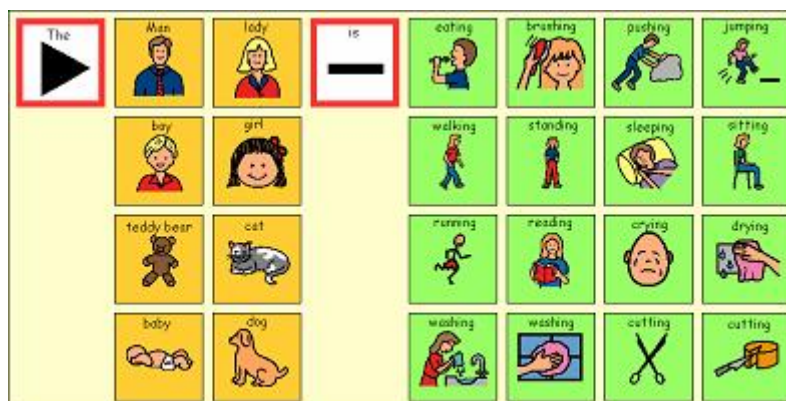 The Man lady is eating brushing pushing jumping
boy girl walking standing sleeping sitting
teddy bear cat running reading crying drying
baby dog washing washing cutting cutting